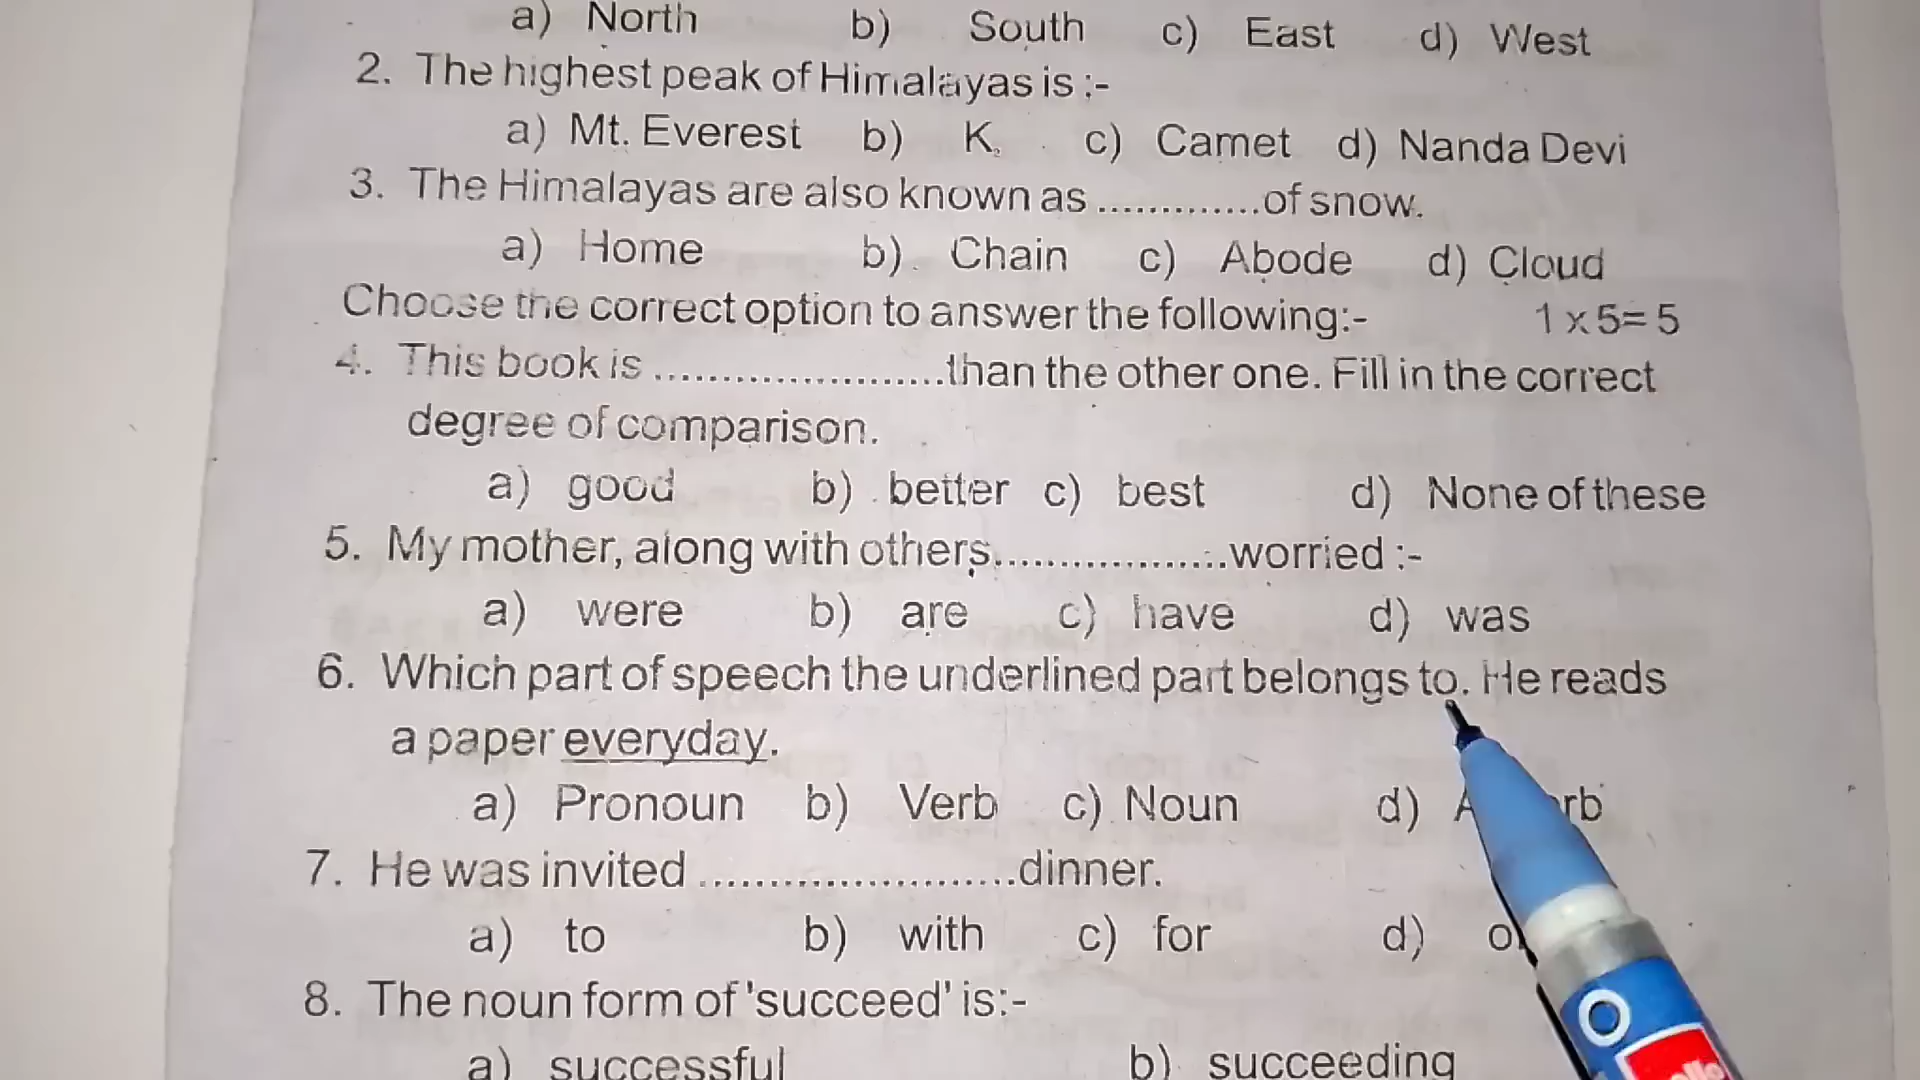 a) North b) South c) East d) West
2. The highest peak of Himalayas is :-
a) Mt. Everest b) K2 c) Camet d) Nanda Devi
3. The Himalayas are also known as .............of snow.
a) Home b) Chain c) Abode d) Cloud
Choose the correct option to answer the following:- 1 x 5= 5
4. This book is ......................than the other one. Fill in the correct
degree of comparison.
a) good b) better c) best d) None of these
5. My mother, along with others..................worried :-
a) were b) are c) have d) was
6. Which part of speech the underlined part belongs to. He reads
a paper everyday.
a) Pronoun b) Verb c) Noun d)
7. He was invited ........................dinner.
a) to b) with c) for d)
8. The noun form of 'succeed' is:-
a) successful b) succeeding